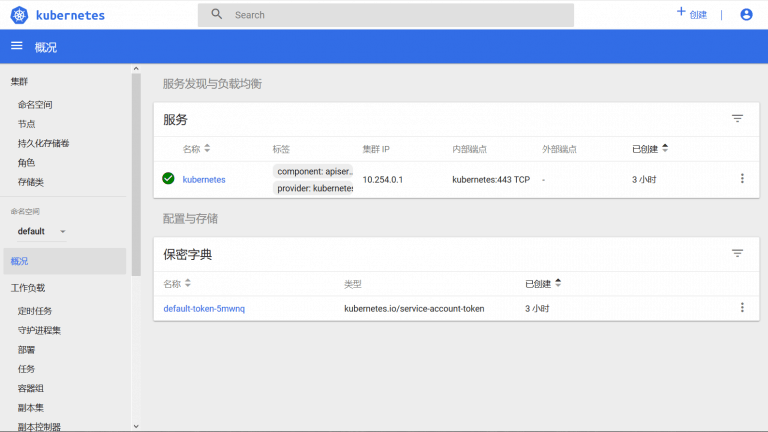 kubernetes
Search
创建
概况
集群
命名空间
节点
持久化存储卷
角色
存储类
命名空间
default
概况
工作负载
定时任务
守护进程集
部署
任务
容器组
副本集
副本控制器
服务发现与负载均衡
服务
名称 标签 集群 IP 内部端点 外部端点 已创建
kubernetes component: apiser... provider: kubernetes 10.254.0.1 kubernetes:443 TCP - 3 小时
配置与存储
保密字典
名称 类型 已创建
default-token-5mwnq kubernetes.io/service-account-token 3 小时